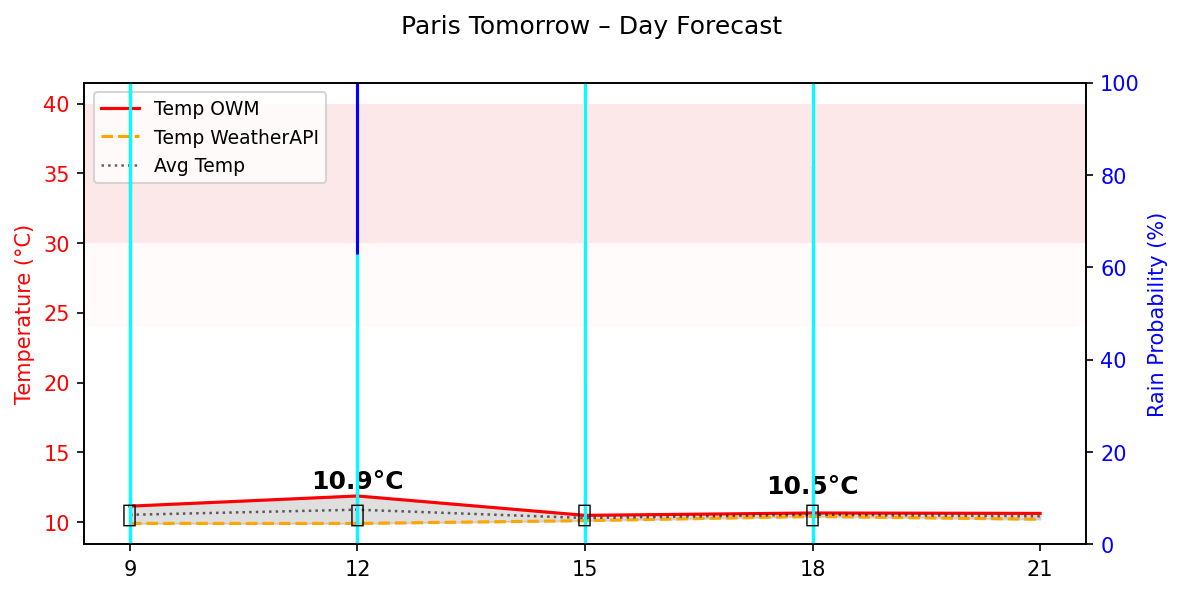 Paris Tomorrow – Day Forecast
Temp OWM
Temp WeatherAPI
Avg Temp
Temperature (°C)
40
35
30
25
20
15
10
10.9°C
10.5°C
100
80
60
40
20
0
Rain Probability (%)
9 12 15 18 21